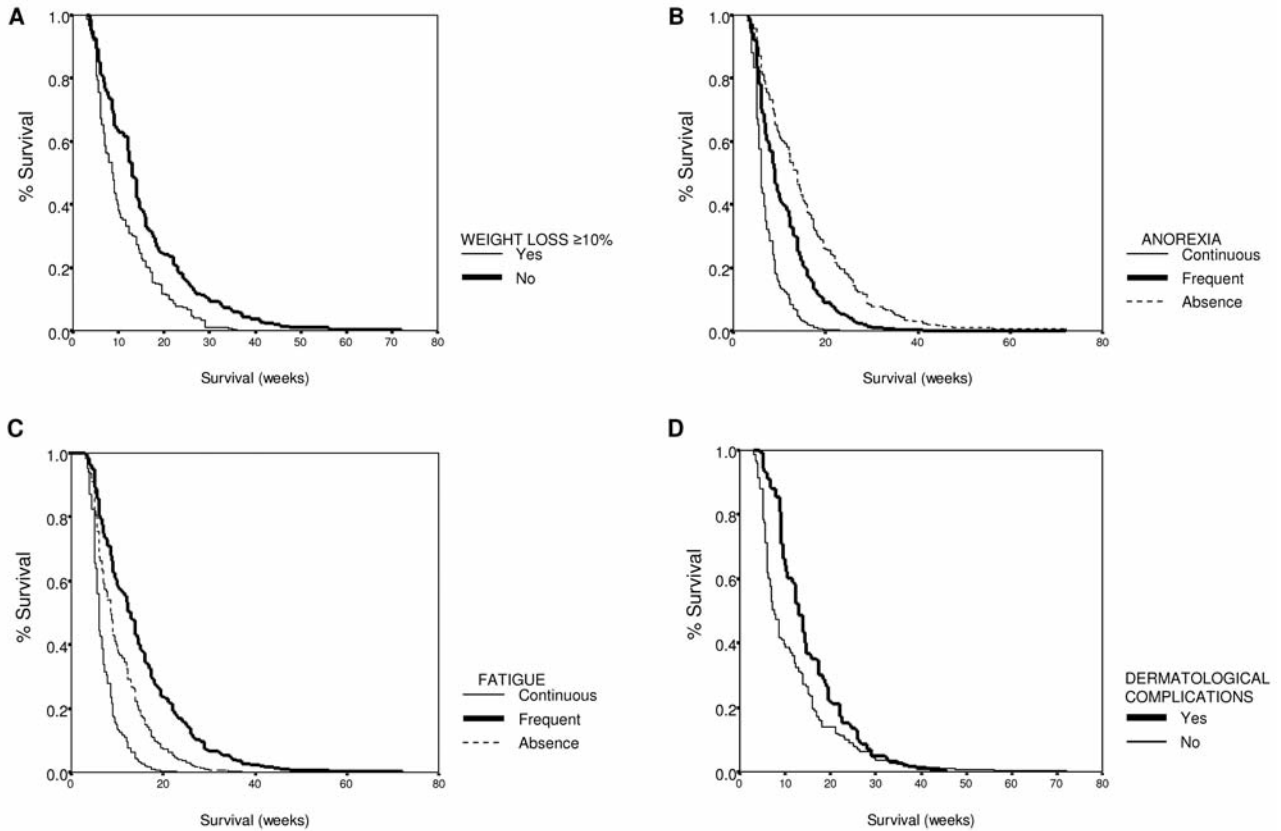 A
1.0
0.8
0.6
0.4
0.2
0.0
% Survival
0 10 20 30 40 50 60 70 80
Survival (weeks)
WEIGHT LOSS ≥10%
Yes
No
B
1.0
0.8
0.6
0.4
0.2
0.0
% Survival
0 20 40 60 80
Survival (weeks)
ANOREXIA
Continuous
Frequent
Absence
C
1.0
0.8
0.6
0.4
0.2
0.0
% Survival
0 20 40 60 80
Survival (weeks)
FATIGUE
Continuous
Frequent
Absence
D
1.0
0.8
0.6
0.4
0.2
0.0
% Survival
0 10 20 30 40 50 60 70 80
Survival (weeks)
DERMATOLOGICAL
COMPLICATIONS
Yes
No